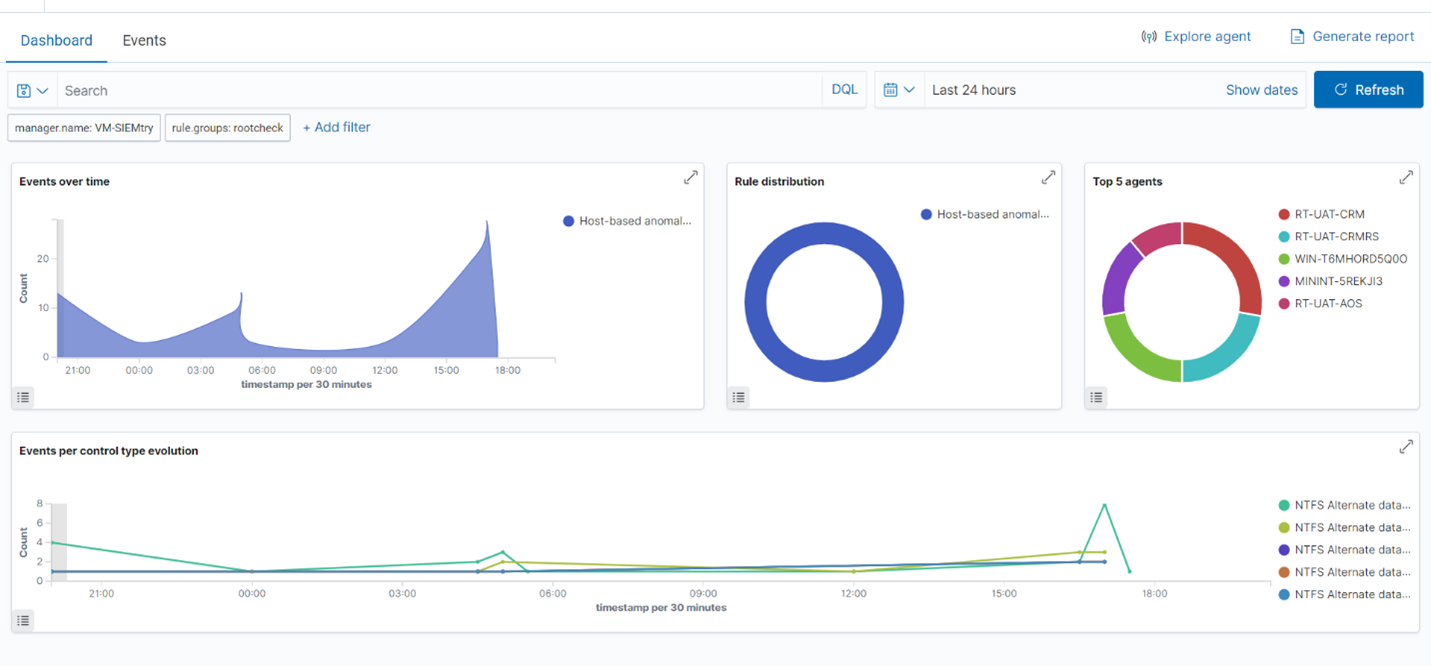 Dashboard
Events
Explore agent
Generate report
Search
DQL
Last 24 hours
Show dates
Refresh
manager.name: VM-SIEMtry
rule.groups: rootcheck
+ Add filter
Events over time
Host-based anomal...
Count
20
10
0
21:00 00:00 03:00 06:00 09:00 12:00 15:00 18:00
timestamp per 30 minutes
Rule distribution
Host-based anomal...
Top 5 agents
RT-UAT-CRM
RT-UAT-CRMRS
WIN-T6MHORD5Q0O
MININT-5REKJI3
RT-UAT-AOS
Events per control type evolution
Count
8
6
4
2
0
21:00 00:00 03:00 06:00 09:00 12:00 15:00 18:00
timestamp per 30 minutes
NTFS Alternate data...
NTFS Alternate data...
NTFS Alternate data...
NTFS Alternate data...
NTFS Alternate data...